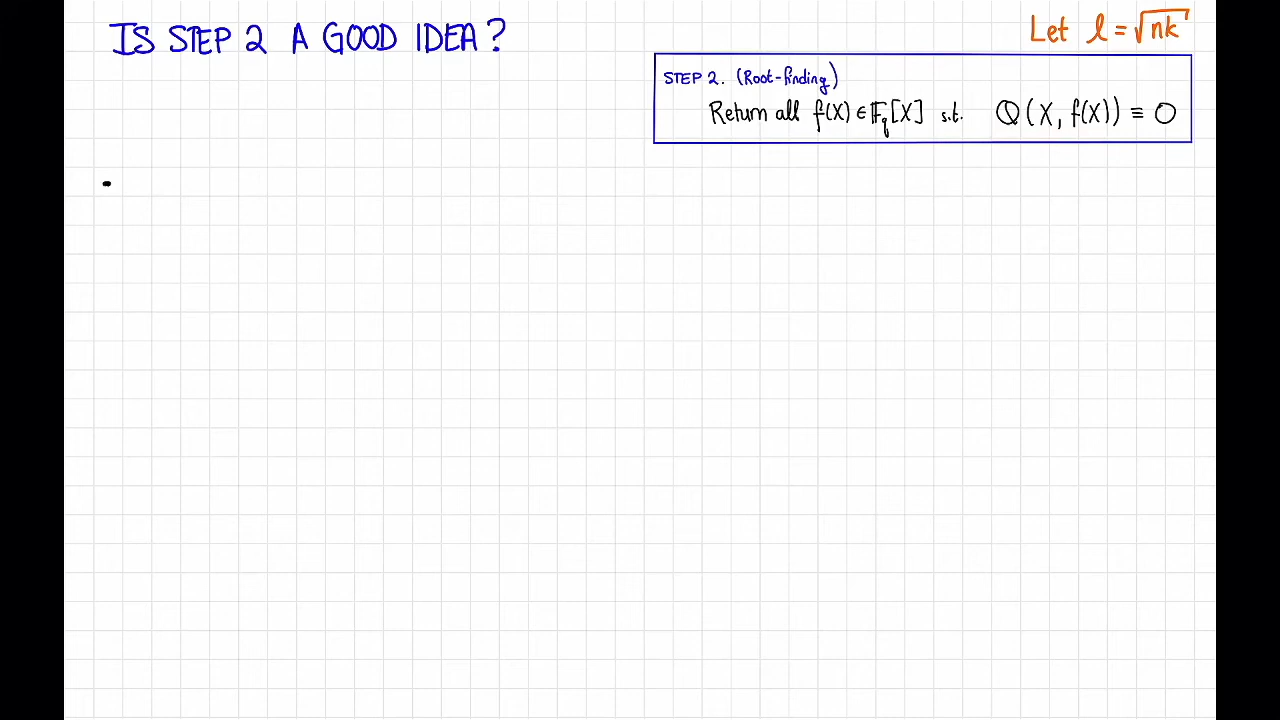 IS STEP 2 A GOOD IDEA?
Let l = √nk
STEP 2. (Root-finding)
Return all f(X) ∈ 𝔽_q[X] s.t. Q(X, f(X)) ≡ 0